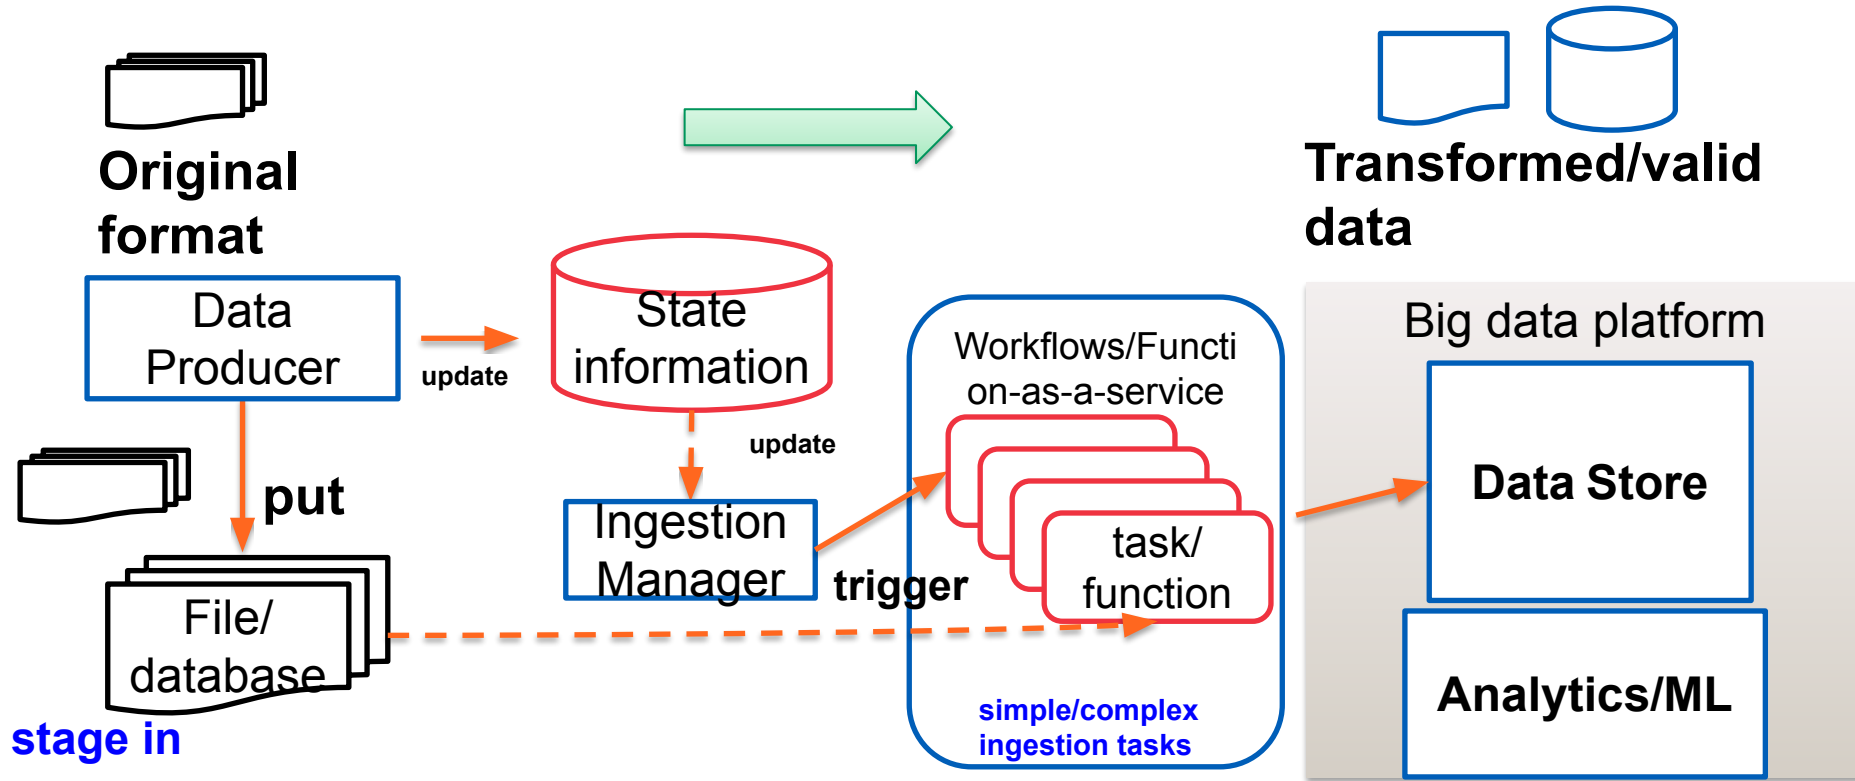 Original
format
Transformed/valid
data
Data
Producer
update
State
information
update
Workflows/Functi
on-as-a-service
Big data platform
Data Store
put
Ingestion
Manager
trigger
task/
function
File/
database
stage in
simple/complex
ingestion tasks
Analytics/ML